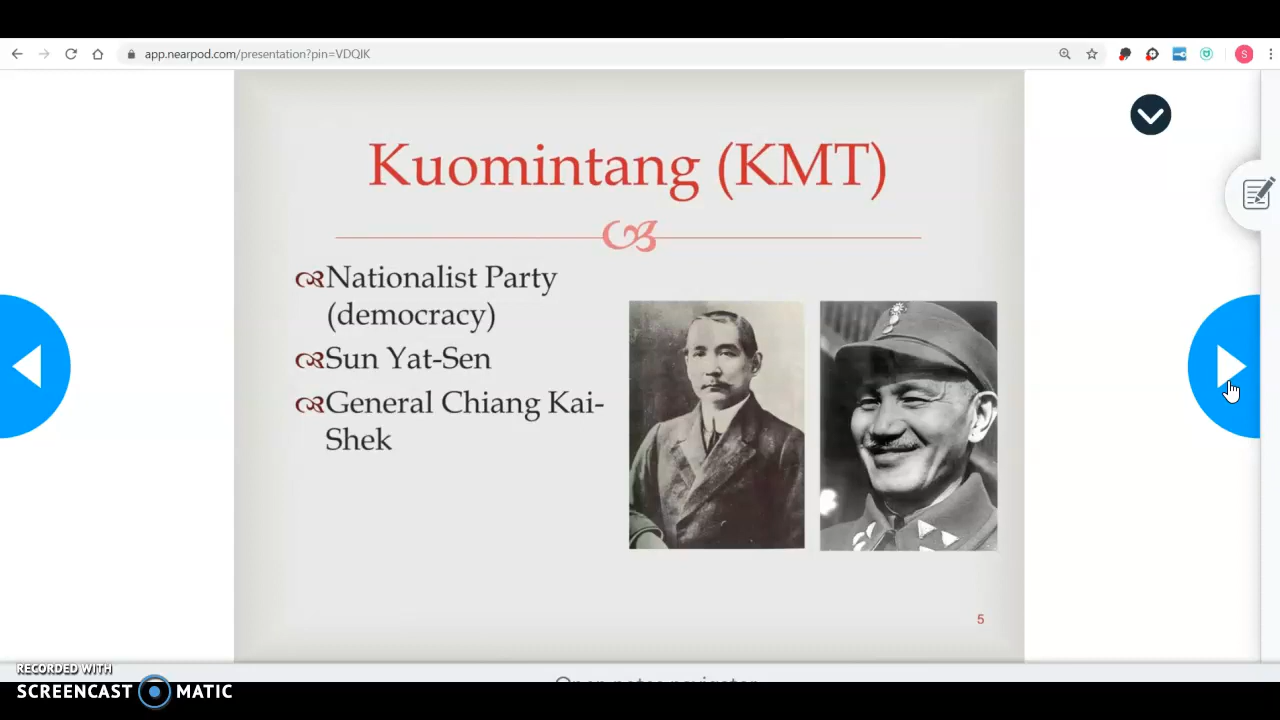 app.nearpod.com/presentation?pin=VDQIK
S
Kuomintang (KMT)
Nationalist Party
(democracy)
Sun Yat-Sen
General Chiang Kai-
Shek
5
RECORDED WITH
SCREENCAST MATIC